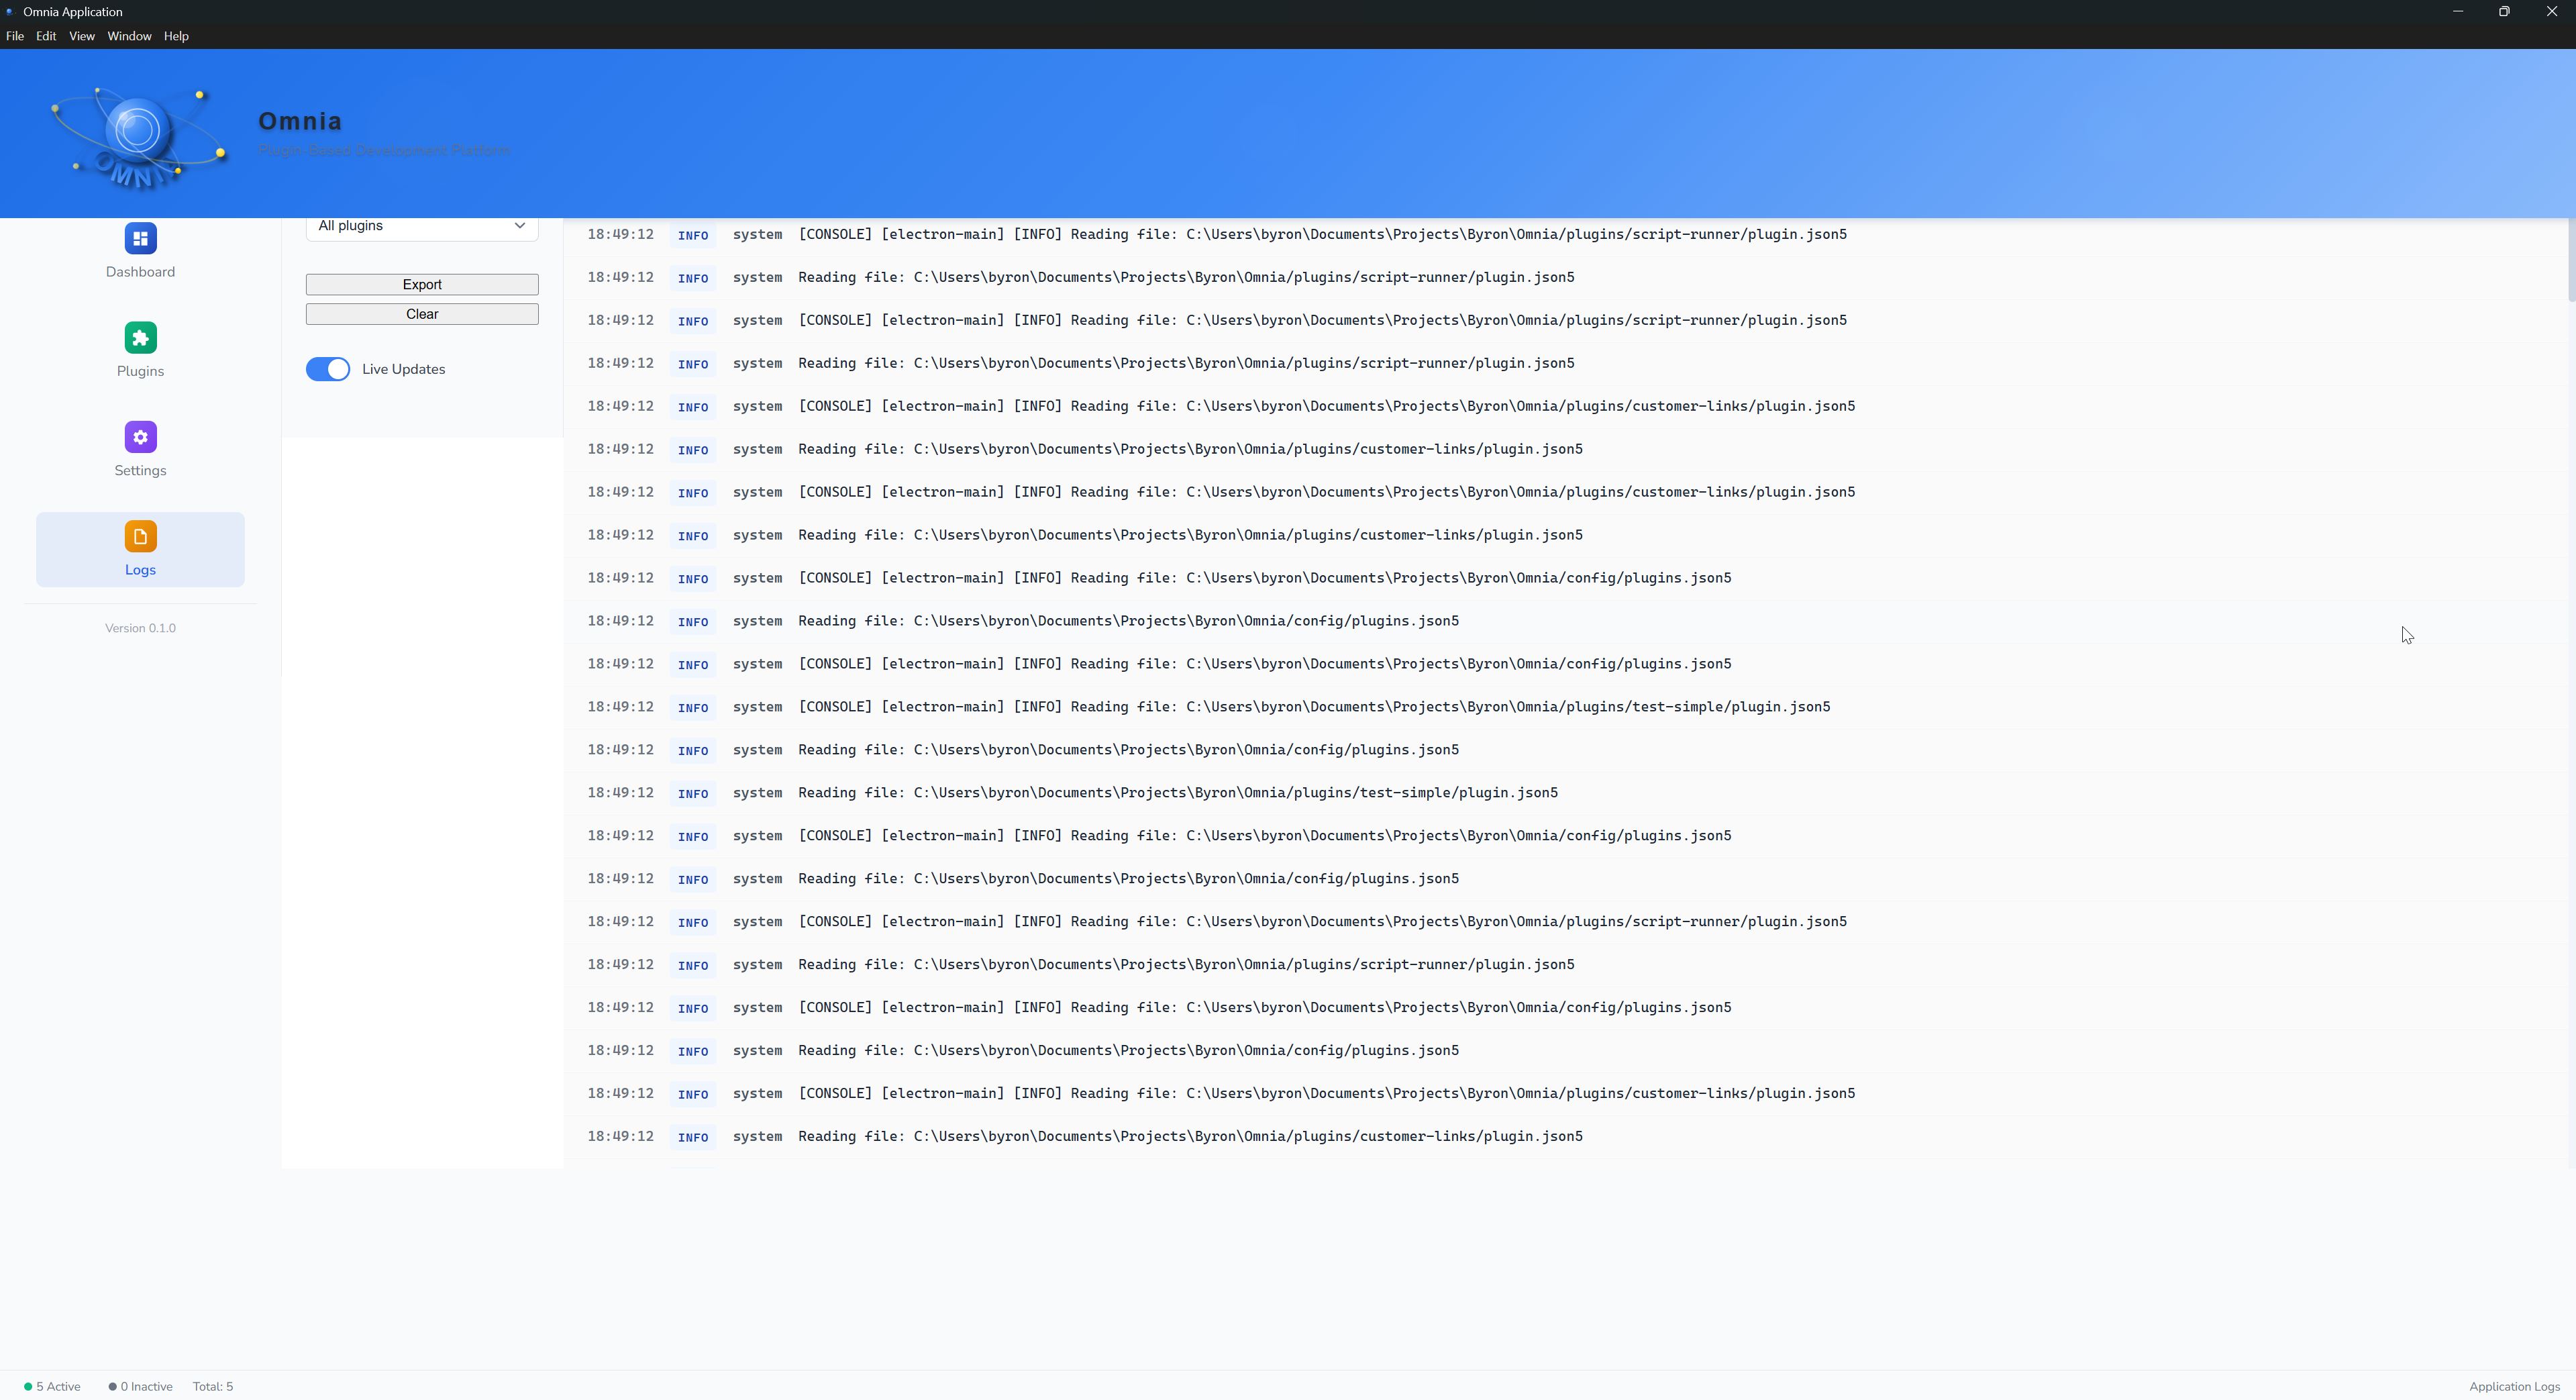 Omnia Application
File Edit View Window Help
OMNI
Omnia
Plugin-Based Development Platform
Dashboard
Plugins
Settings
Logs
Version 0.1.0
All plugins
Export
Clear
Live Updates
18:49:12 INFO system [CONSOLE] [electron-main] [INFO] Reading file: C:\Users\byron\Documents\Projects\Byron\Omnia/plugins/script-runner/plugin.json5
18:49:12 INFO system Reading file: C:\Users\byron\Documents\Projects\Byron\Omnia/plugins/script-runner/plugin.json5
18:49:12 INFO system [CONSOLE] [electron-main] [INFO] Reading file: C:\Users\byron\Documents\Projects\Byron\Omnia/plugins/script-runner/plugin.json5
18:49:12 INFO system Reading file: C:\Users\byron\Documents\Projects\Byron\Omnia/plugins/script-runner/plugin.json5
18:49:12 INFO system [CONSOLE] [electron-main] [INFO] Reading file: C:\Users\byron\Documents\Projects\Byron\Omnia/plugins/customer-links/plugin.json5
18:49:12 INFO system Reading file: C:\Users\byron\Documents\Projects\Byron\Omnia/plugins/customer-links/plugin.json5
18:49:12 INFO system [CONSOLE] [electron-main] [INFO] Reading file: C:\Users\byron\Documents\Projects\Byron\Omnia/plugins/customer-links/plugin.json5
18:49:12 INFO system Reading file: C:\Users\byron\Documents\Projects\Byron\Omnia/plugins/customer-links/plugin.json5
18:49:12 INFO system [CONSOLE] [electron-main] [INFO] Reading file: C:\Users\byron\Documents\Projects\Byron\Omnia/config/plugins.json5
18:49:12 INFO system Reading file: C:\Users\byron\Documents\Projects\Byron\Omnia/config/plugins.json5
18:49:12 INFO system [CONSOLE] [electron-main] [INFO] Reading file: C:\Users\byron\Documents\Projects\Byron\Omnia/config/plugins.json5
18:49:12 INFO system [CONSOLE] [electron-main] [INFO] Reading file: C:\Users\byron\Documents\Projects\Byron\Omnia/plugins/test-simple/plugin.json5
18:49:12 INFO system Reading file: C:\Users\byron\Documents\Projects\Byron\Omnia/config/plugins.json5
18:49:12 INFO system Reading file: C:\Users\byron\Documents\Projects\Byron\Omnia/plugins/test-simple/plugin.json5
18:49:12 INFO system [CONSOLE] [electron-main] [INFO] Reading file: C:\Users\byron\Documents\Projects\Byron\Omnia/config/plugins.json5
18:49:12 INFO system Reading file: C:\Users\byron\Documents\Projects\Byron\Omnia/config/plugins.json5
18:49:12 INFO system [CONSOLE] [electron-main] [INFO] Reading file: C:\Users\byron\Documents\Projects\Byron\Omnia/plugins/script-runner/plugin.json5
18:49:12 INFO system Reading file: C:\Users\byron\Documents\Projects\Byron\Omnia/plugins/script-runner/plugin.json5
18:49:12 INFO system [CONSOLE] [electron-main] [INFO] Reading file: C:\Users\byron\Documents\Projects\Byron\Omnia/config/plugins.json5
18:49:12 INFO system Reading file: C:\Users\byron\Documents\Projects\Byron\Omnia/config/plugins.json5
18:49:12 INFO system [CONSOLE] [electron-main] [INFO] Reading file: C:\Users\byron\Documents\Projects\Byron\Omnia/plugins/customer-links/plugin.json5
18:49:12 INFO system Reading file: C:\Users\byron\Documents\Projects\Byron\Omnia/plugins/customer-links/plugin.json5
5 Active 0 Inactive Total: 5
Application Logs